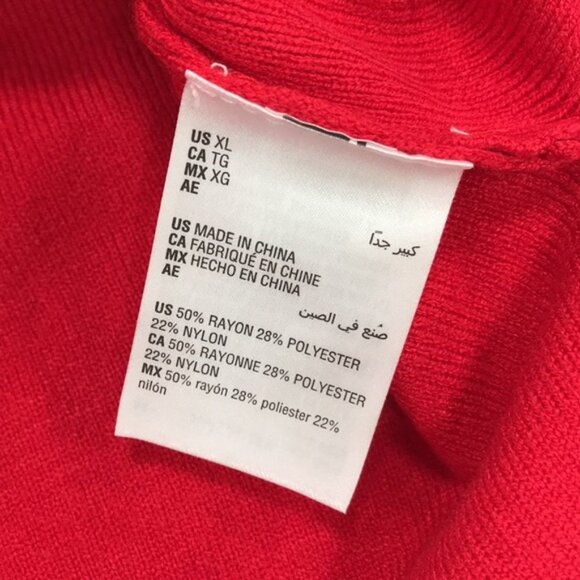 US XL
CA TG
MX XG
AE
كبير جدًا
US MADE IN CHINA
CA FABRIQUÉ EN CHINE
MX HECHO EN CHINA
AE
صُنع في الصين
US 50% RAYON 28% POLYESTER
22% NYLON
CA 50% RAYONNE 28% POLYESTER
22% NYLON
MX 50% rayón 28% poliester 22%
nilón